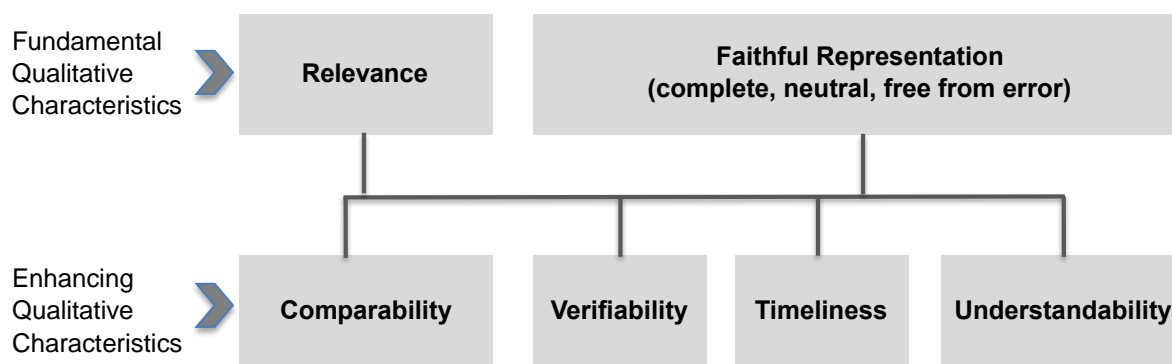 Fundamental
Qualitative
Characteristics
Relevance
Faithful Representation
(complete, neutral, free from error)
Enhancing
Qualitative
Characteristics
Comparability
Verifiability
Timeliness
Understandability